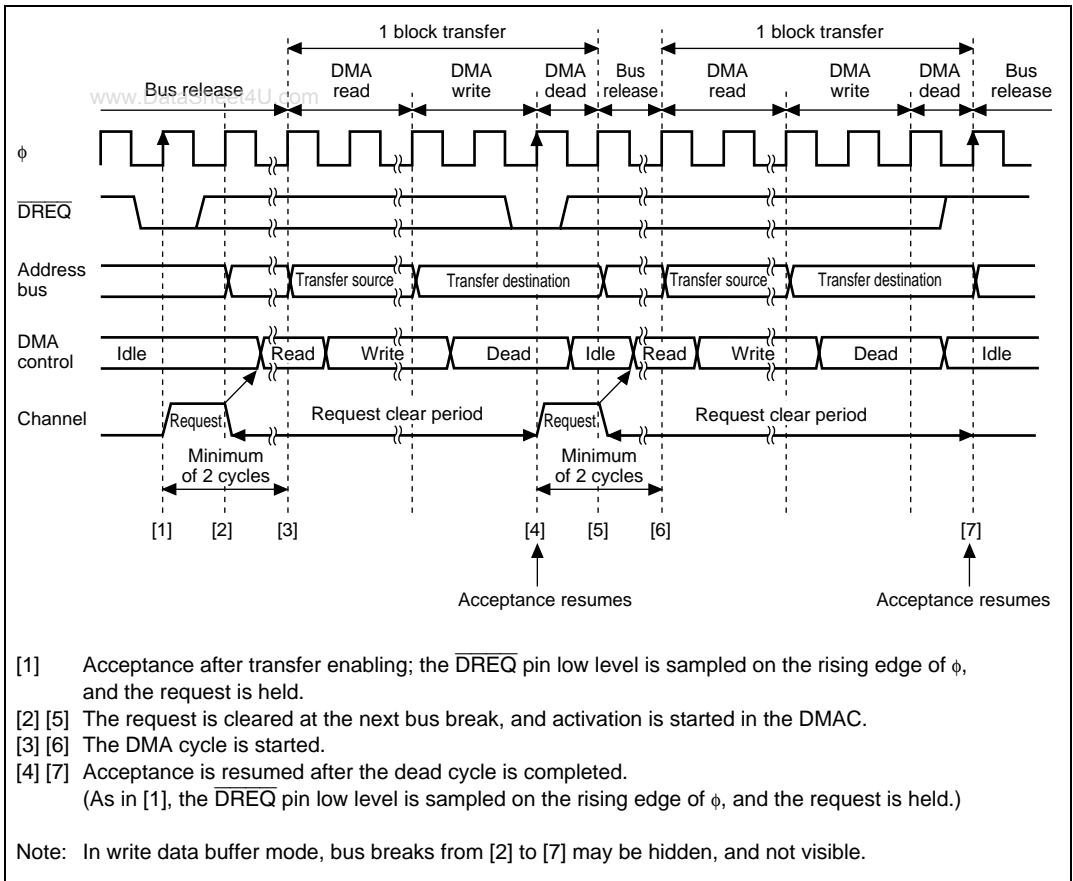 1 block transfer 1 block transfer
DMA DMA DMA Bus DMA DMA DMA Bus
Bus release read write dead release read write dead release
www.DataSheet4U.com
φ
DREQ
Address
bus
Transfer source Transfer destination Transfer source Transfer destination
DMA
control
Idle Read Write Dead Idle Read Write Dead Idle
Channel Request Request clear period Request Request clear period
Minimum Minimum
of 2 cycles of 2 cycles
[1] [2] [3] [4] [5] [6] [7]
Acceptance resumes Acceptance resumes
[1] Acceptance after transfer enabling; the DREQ pin low level is sampled on the rising edge of φ,
and the request is held.
[2] [5] The request is cleared at the next bus break, and activation is started in the DMAC.
[3] [6] The DMA cycle is started.
[4] [7] Acceptance is resumed after the dead cycle is completed.
(As in [1], the DREQ pin low level is sampled on the rising edge of φ, and the request is held.)
Note: In write data buffer mode, bus breaks from [2] to [7] may be hidden, and not visible.